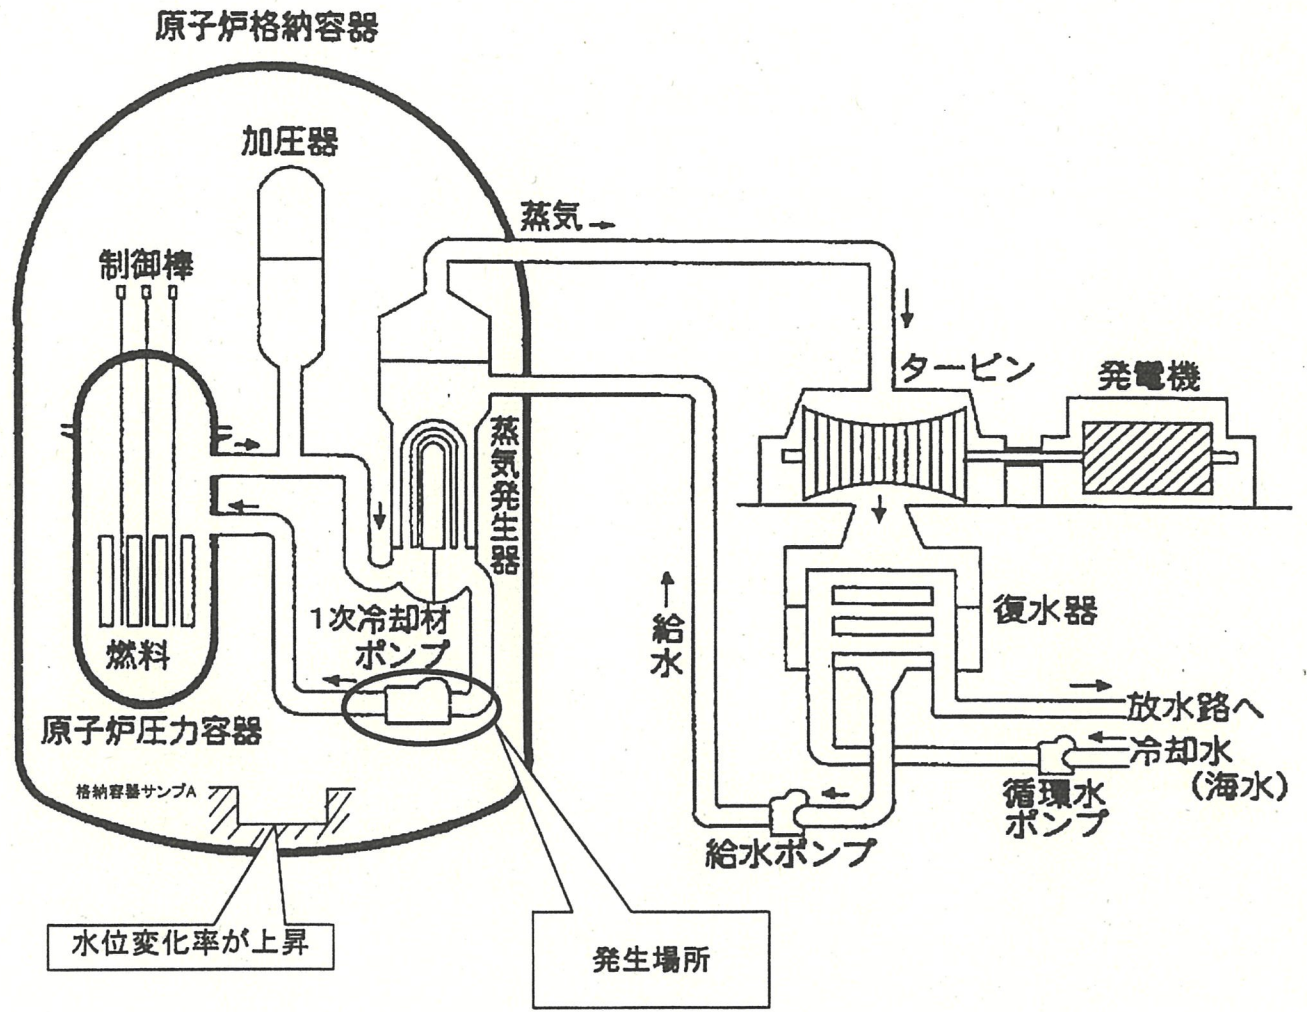 原子炉格納容器
加圧器
蒸気→
制御棒
タービン
発電機
蒸気発生器
復水器
1次冷却材
ポンプ
給水
燃料
原子炉圧力容器
放水路へ
冷却水
(海水)
格納容器サンプA
循環水
ポンプ
給水ポンプ
水位変化率が上昇
発生場所